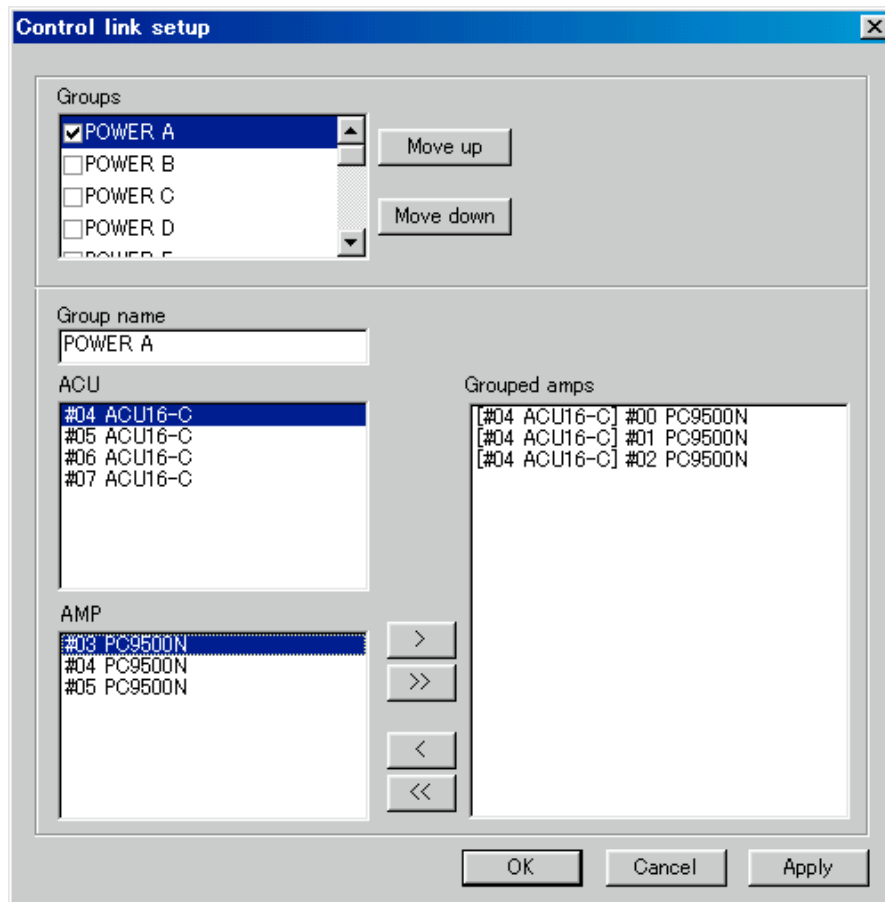 Control link setup
Groups
POWER A
POWER B
POWER C
POWER D
Move up
Move down
Group name
POWER A
ACU
#04 ACU16-C
#05 ACU16-C
#06 ACU16-C
#07 ACU16-C
Grouped amps
[#04 ACU16-C] #00 PC9500N
[#04 ACU16-C] #01 PC9500N
[#04 ACU16-C] #02 PC9500N
AMP
#03 PC9500N
#04 PC9500N
#05 PC9500N
>
>>
<
<<
OK Cancel Apply